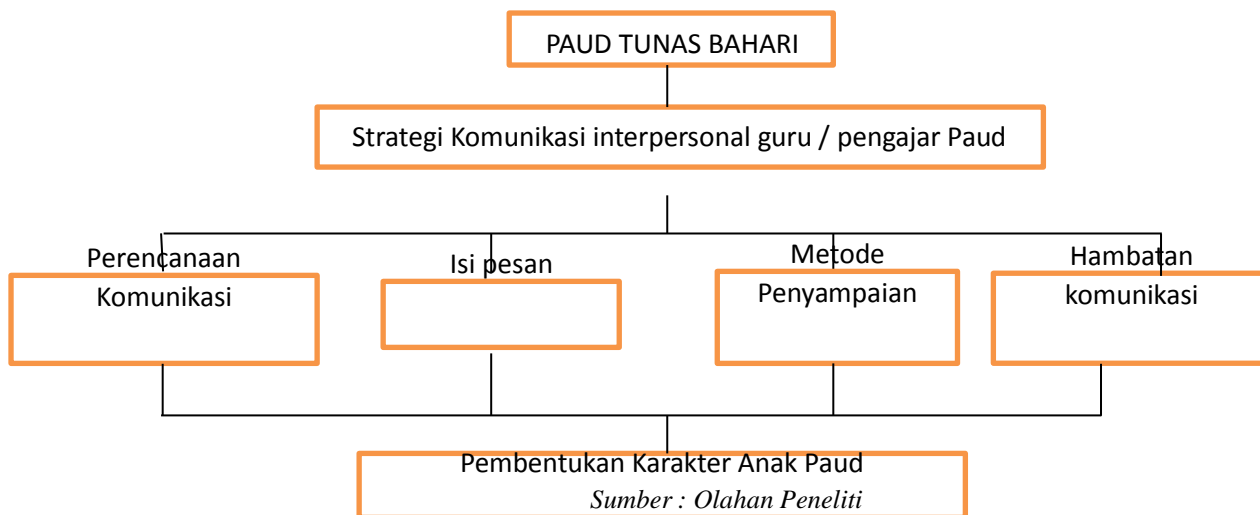 PAUD TUNAS BAHARI
Strategi Komunikasi interpersonal guru / pengajar Paud
Perencanaan
Komunikasi
Isi pesan
Metode
Penyampaian
Hambatan
komunikasi
Pembentukan Karakter Anak Paud
Sumber : Olahan Peneliti